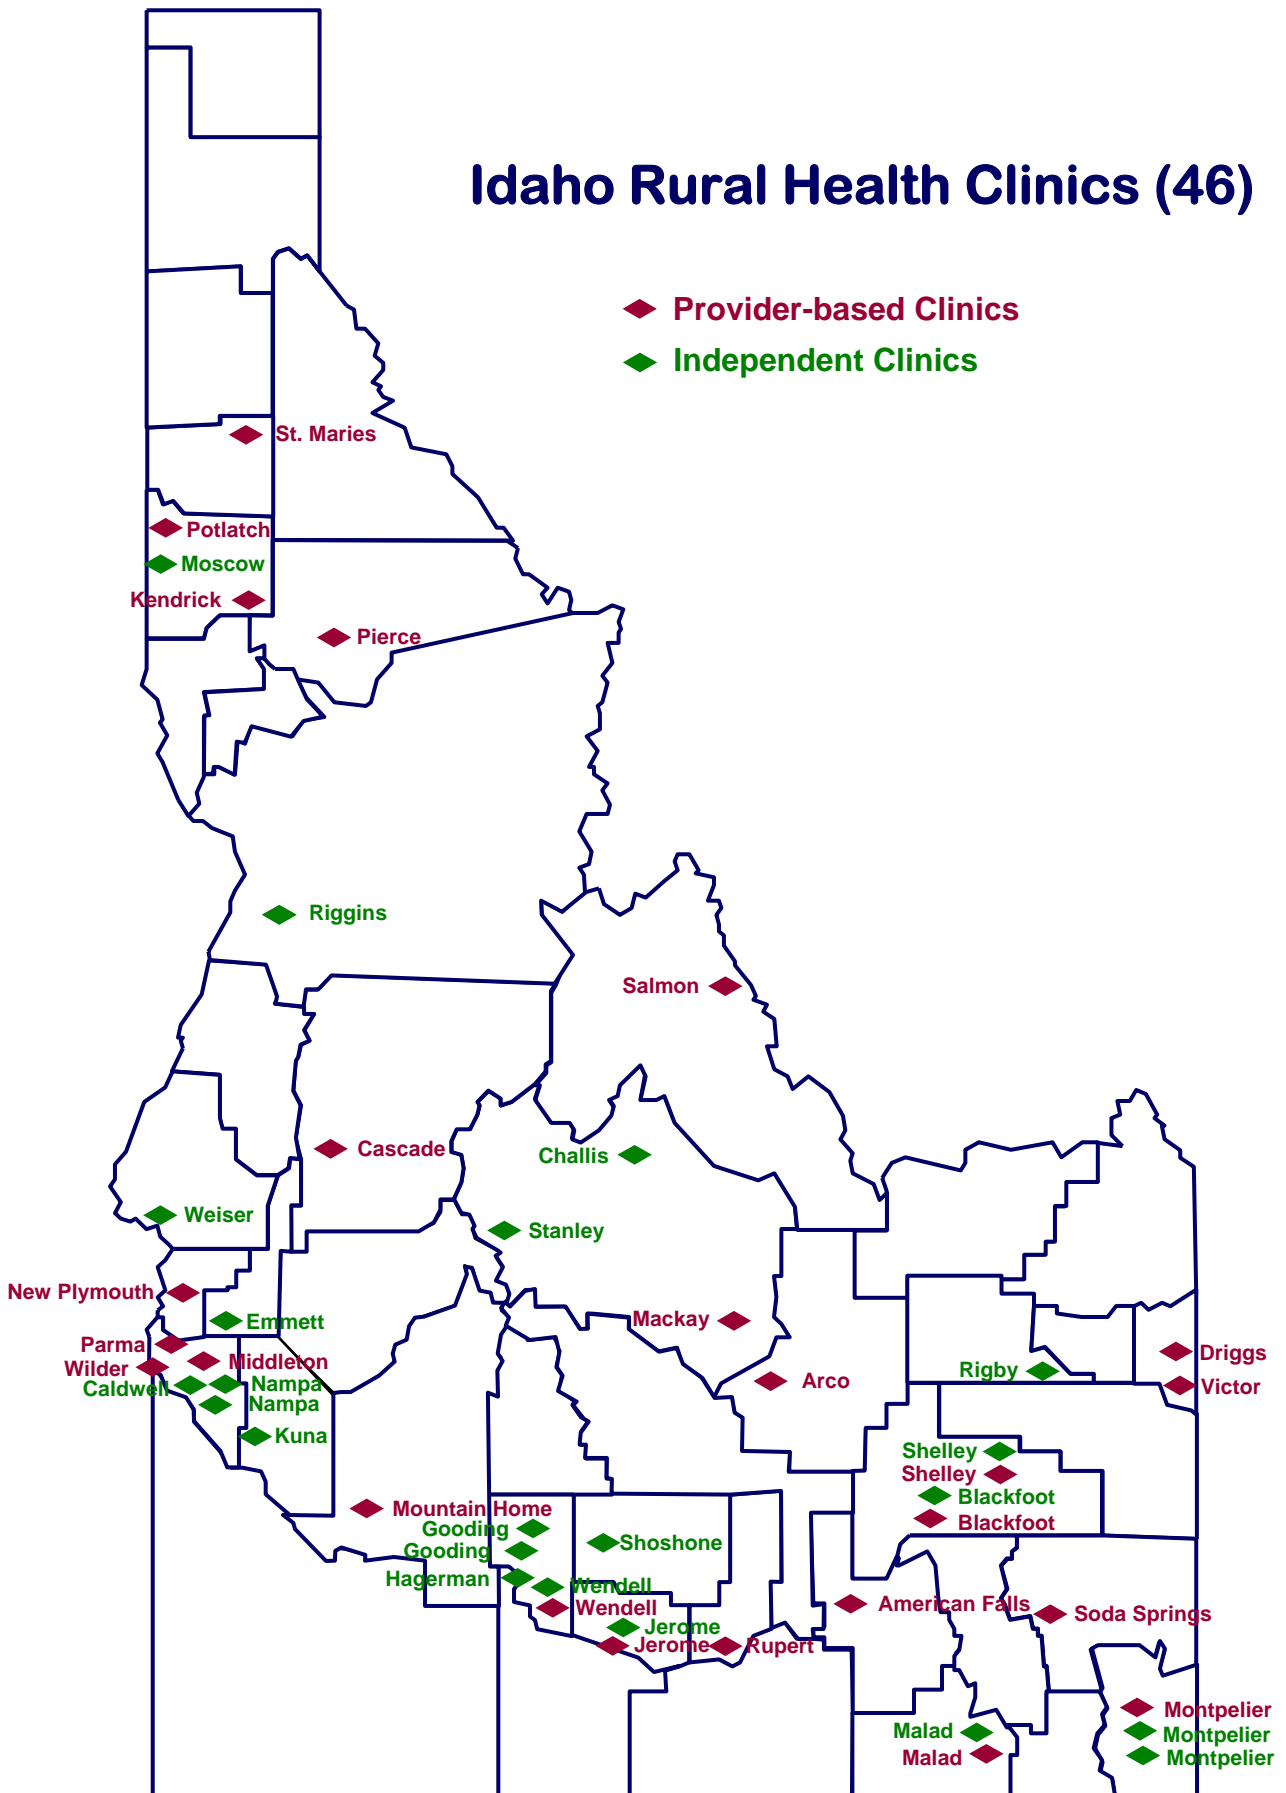 Idaho Rural Health Clinics (46)
Provider-based Clinics
Independent Clinics
St. Maries
Potlatch
Moscow
Kendrick
Pierce
Riggins
Salmon
Cascade
Challis
Weiser
Stanley
New Plymouth
Emmett
Mackay
Parma
Middleton
Wilder
Driggs
Rigby
Arco
Caldwell
Nampa
Victor
Nampa
Kuna
Shelley
Shelley
Blackfoot
Mountain Home
Blackfoot
Gooding
Shoshone
Gooding
Hagerman
Wendell
Wendell
American Falls
Soda Springs
Jerome
Jerome
Rupert
Montpelier
Malad
Montpelier
Malad
Montpelier